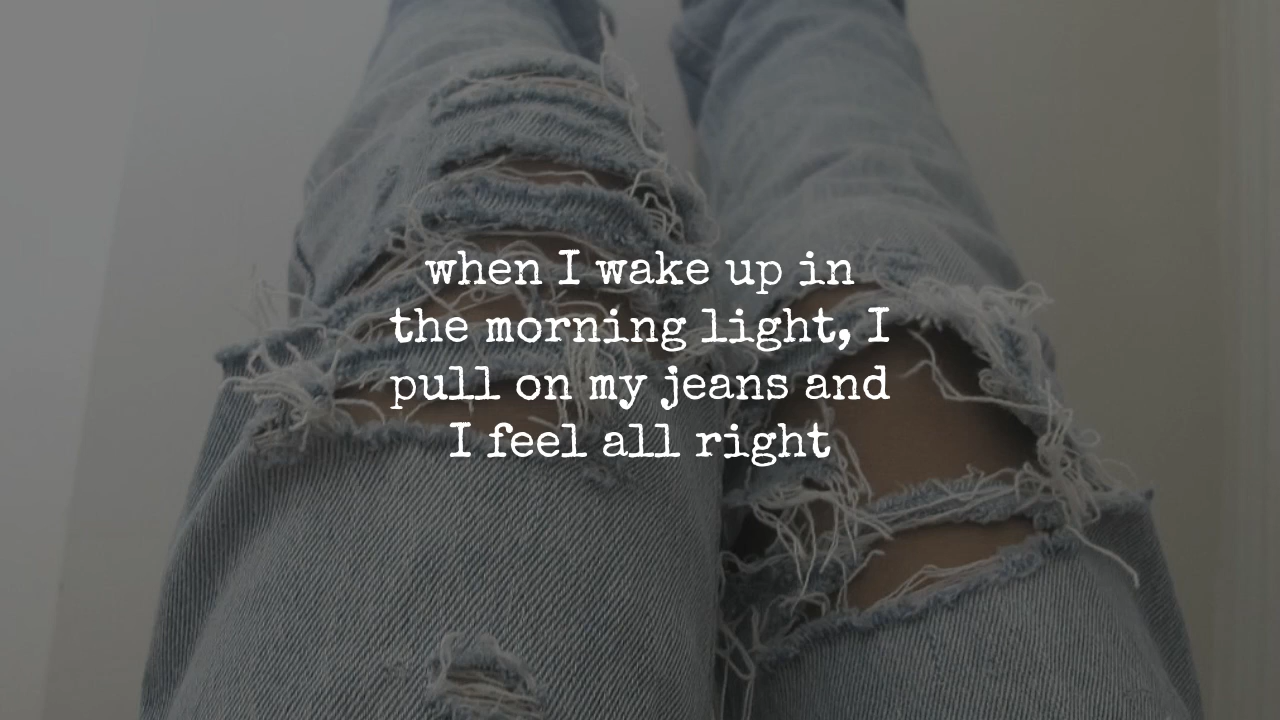 when I wake up in
the morning light, I
pull on my jeans and
I feel all right